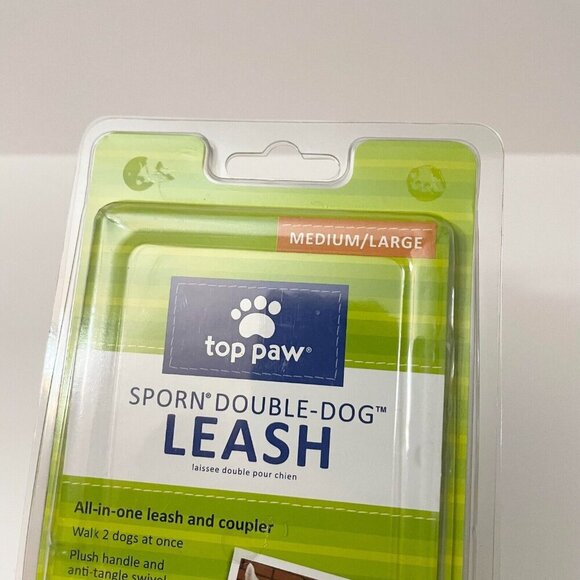 MEDIUM/LARGE
top paw®
SPORN® DOUBLE-DOG™
LEASH
laissee double pour chien
All-in-one leash and coupler
Walk 2 dogs at once
Plush handle and
anti-tangle swivel